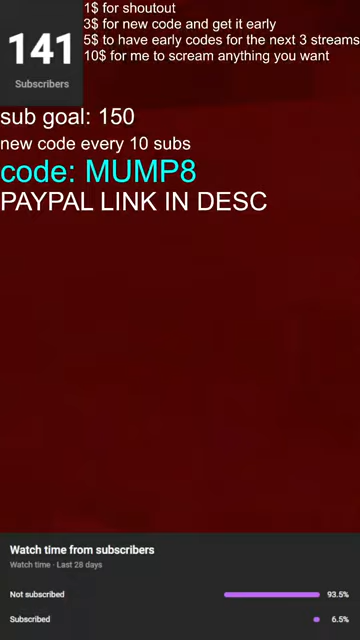 141
Subscribers
1$ for shoutout
3$ for new code and get it early
5$ to have early codes for the next 3 streams
10$ for me to scream anything you want
sub goal: 150
new code every 10 subs
code: MUMP8
PAYPAL LINK IN DESC
Watch time from subscribers
Watch time · Last 28 days
Not subscribed 93.5%
Subscribed 6.5%